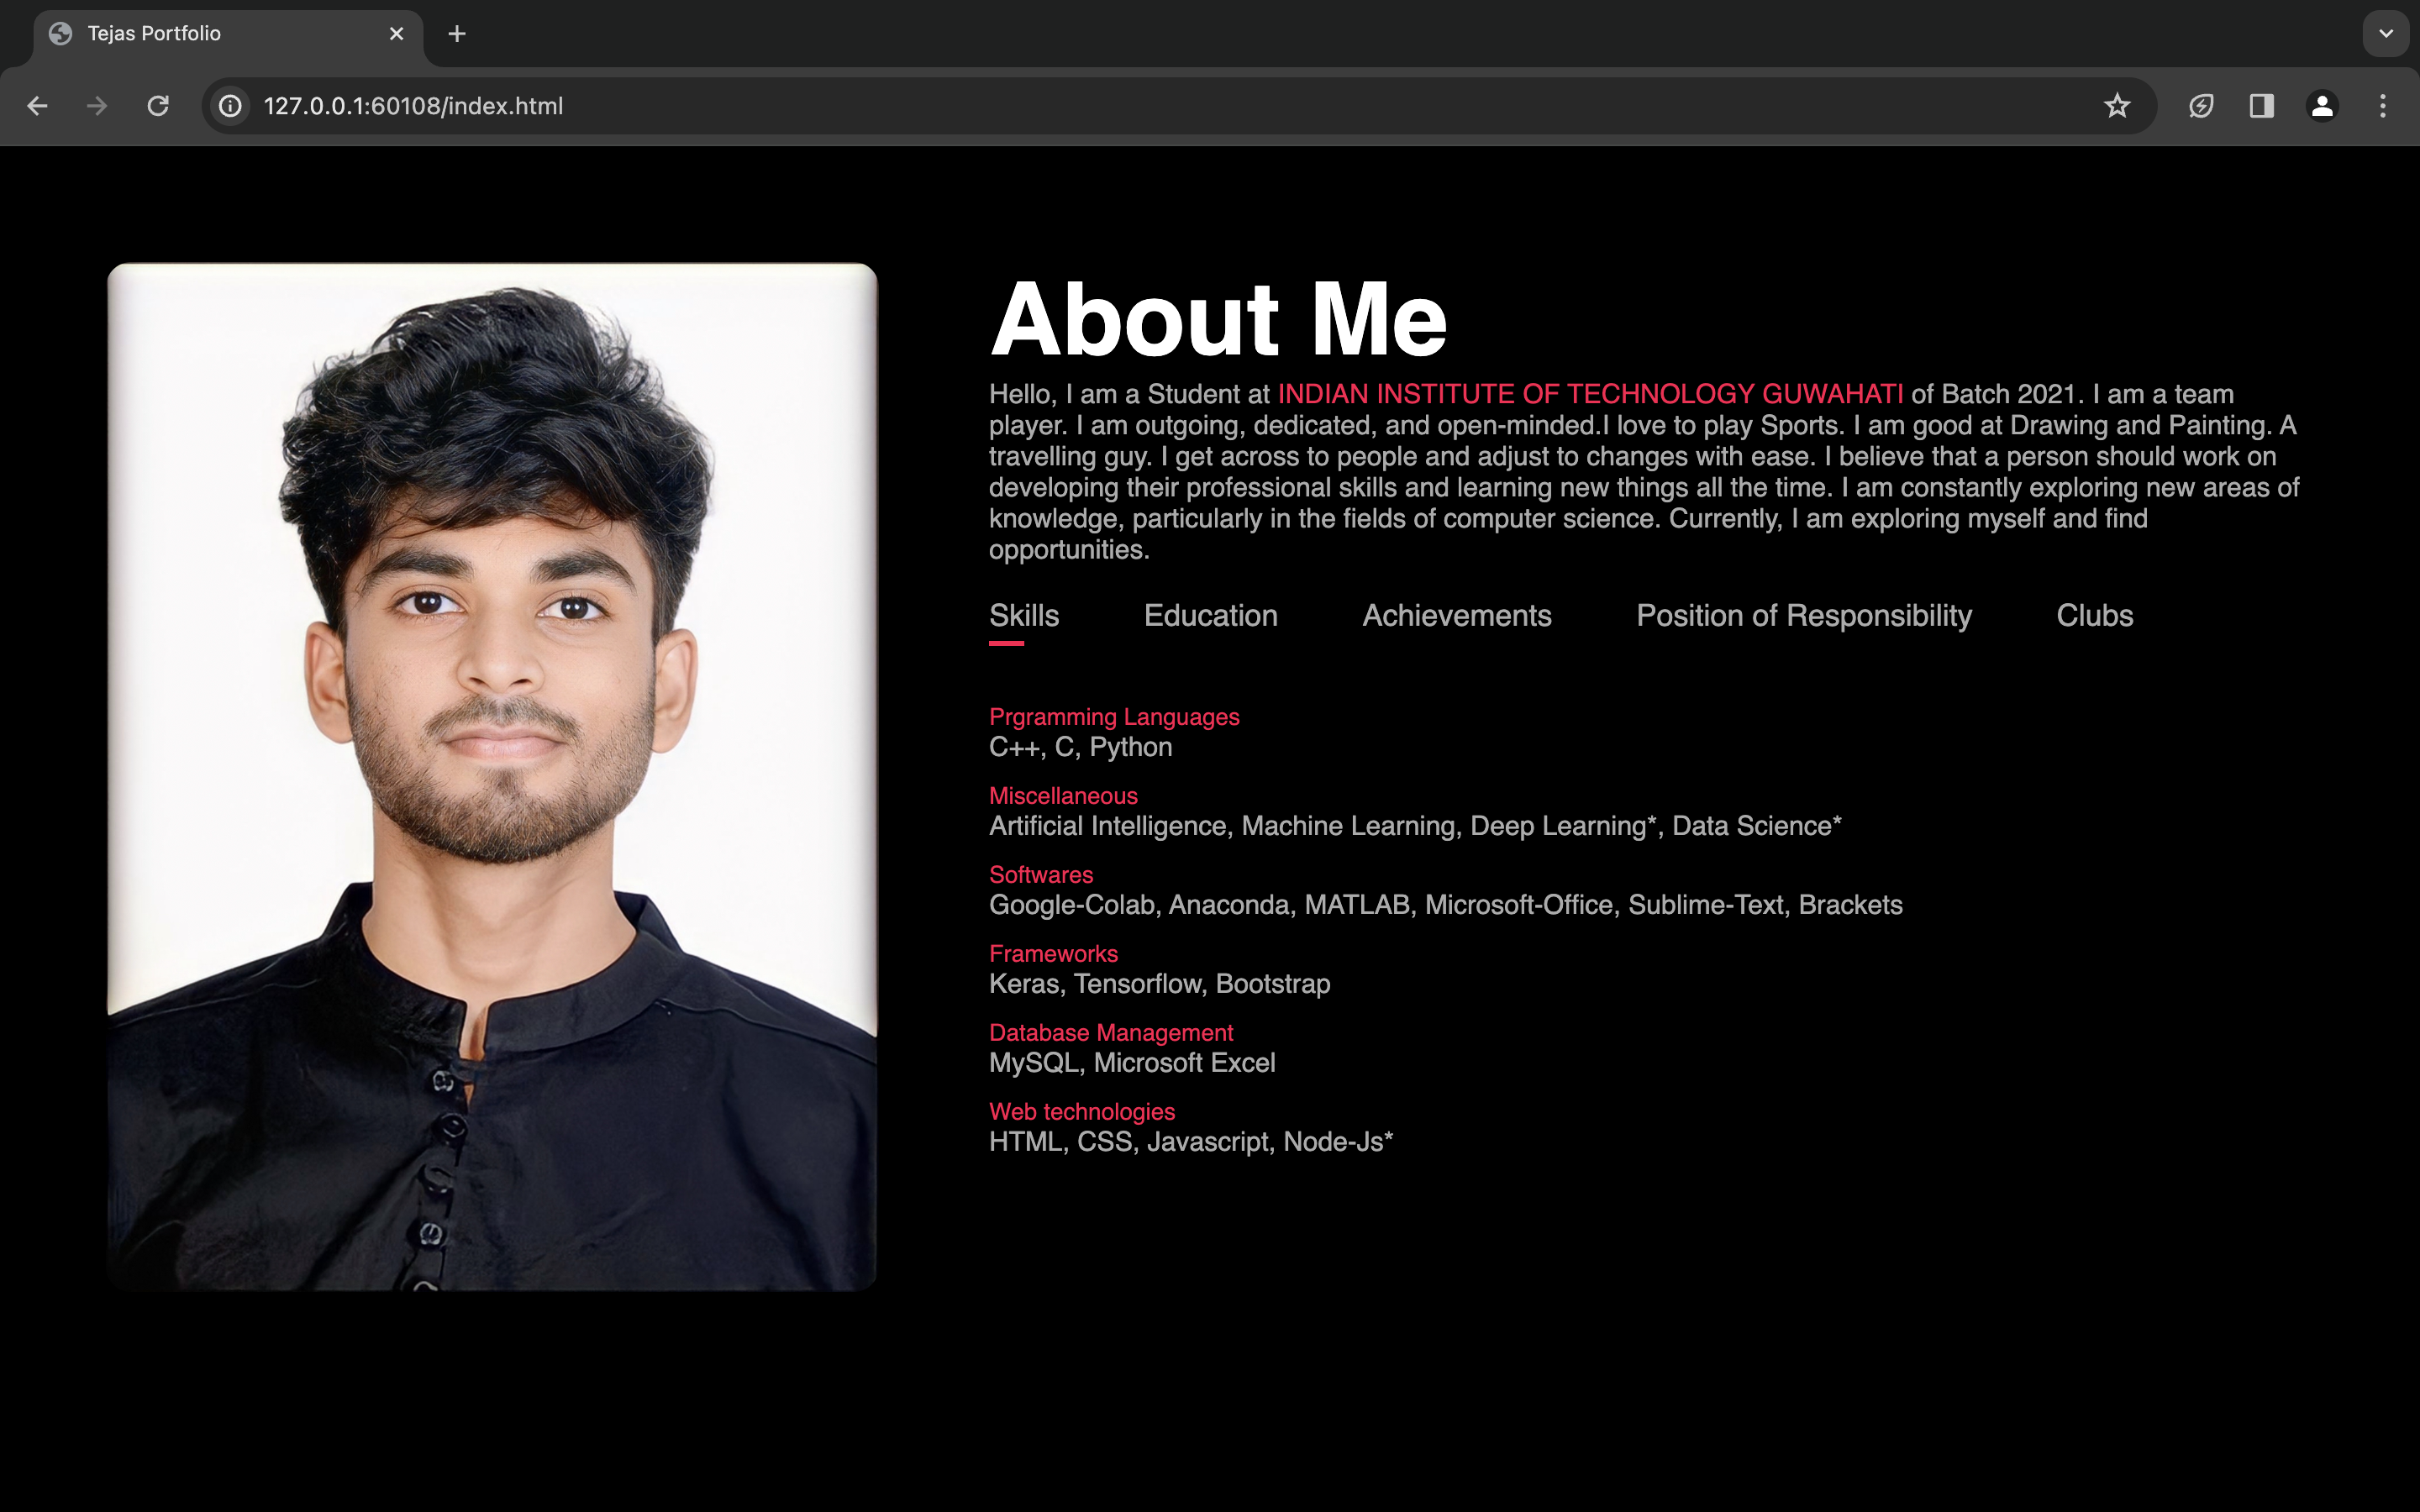 Tejas Portfolio
127.0.0.1:60108/index.html
About Me
Hello, I am a Student at INDIAN INSTITUTE OF TECHNOLOGY GUWAHATI of Batch 2021. I am a team
player. I am outgoing, dedicated, and open-minded.I love to play Sports. I am good at Drawing and Painting. A
travelling guy. I get across to people and adjust to changes with ease. I believe that a person should work on
developing their professional skills and learning new things all the time. I am constantly exploring new areas of
knowledge, particularly in the fields of computer science. Currently, I am exploring myself and find
opportunities.
Skills Education Achievements Position of Responsibility Clubs
Prgramming Languages
C++, C, Python
Miscellaneous
Artificial Intelligence, Machine Learning, Deep Learning*, Data Science*
Softwares
Google-Colab, Anaconda, MATLAB, Microsoft-Office, Sublime-Text, Brackets
Frameworks
Keras, Tensorflow, Bootstrap
Database Management
MySQL, Microsoft Excel
Web technologies
HTML, CSS, Javascript, Node-Js*